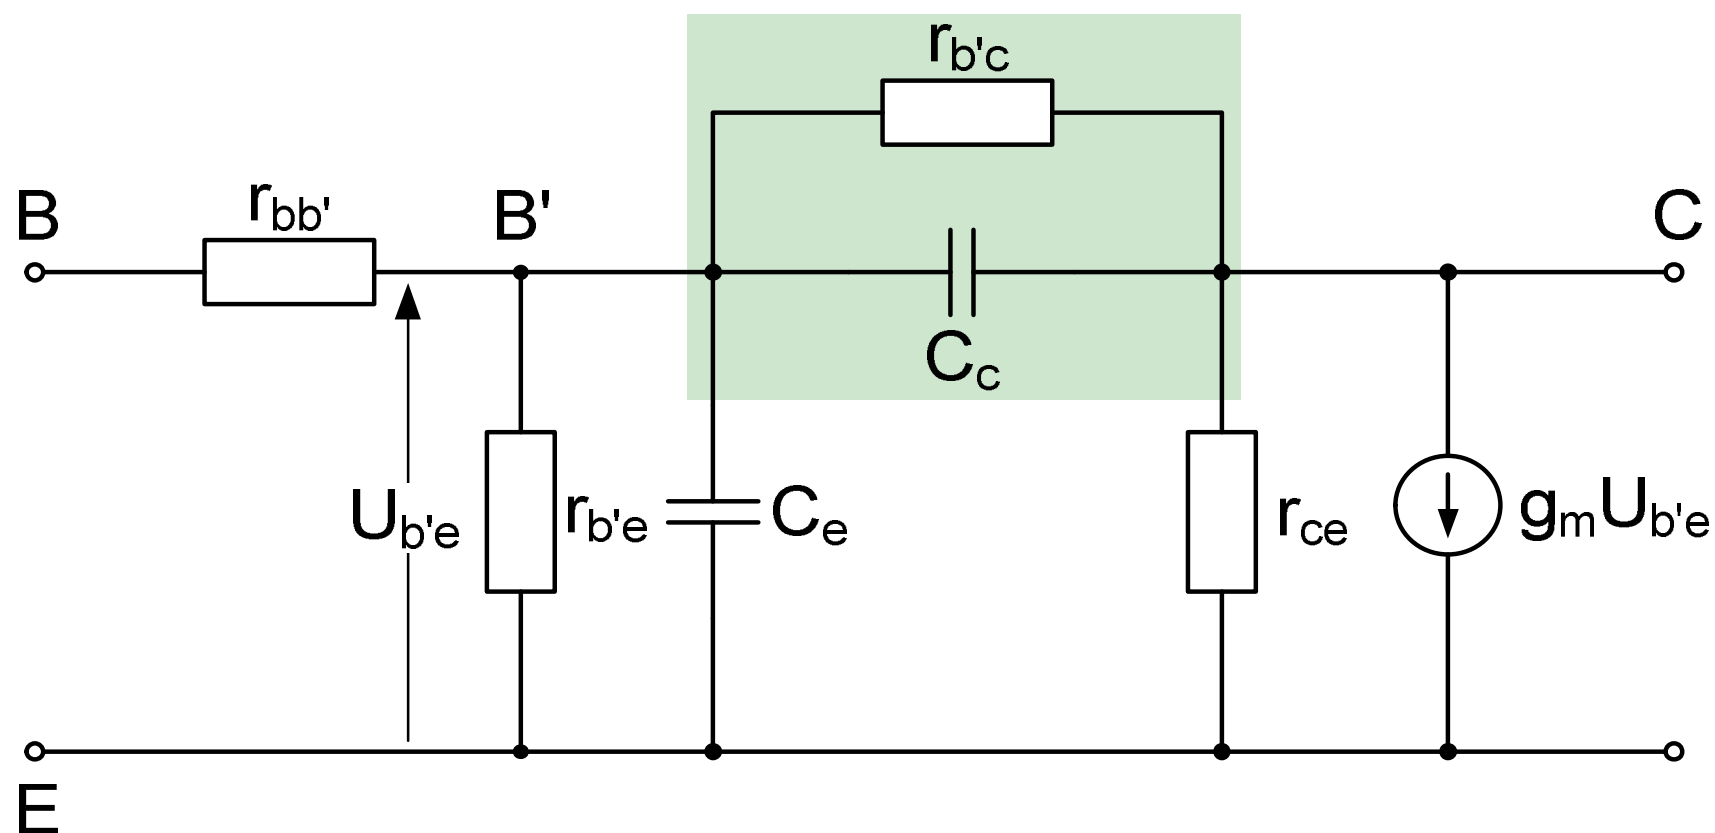 r_b'c
B
r_bb'
B'
C
C_c
U_b'e
r_b'e
C_e
r_ce
g_mU_b'e
E